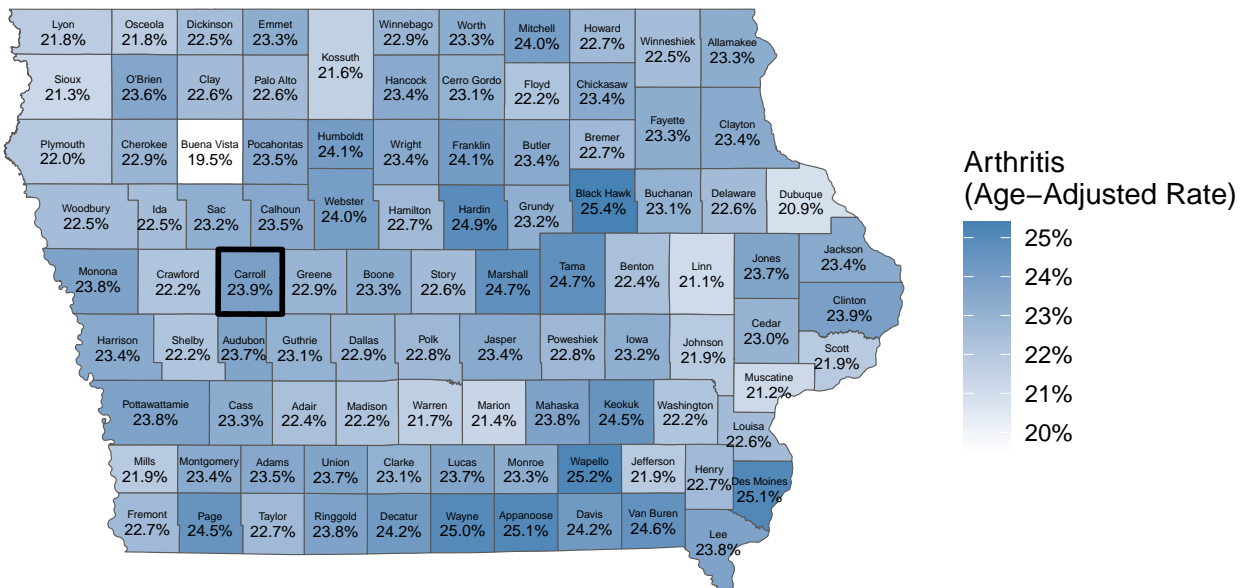 Lyon
21.8%
Osceola
21.8%
Dickinson
22.5%
Emmet
23.3%
Kossuth
21.6%
Winnebago
22.9%
Worth
23.3%
Mitchell
24.0%
Howard
22.7%
Winneshiek
22.5%
Allamakee
23.3%
Sioux
21.3%
O'Brien
23.6%
Clay
22.6%
Palo Alto
22.6%
Hancock
23.4%
Cerro Gordo
23.1%
Floyd
22.2%
Chickasaw
23.4%
Fayette
23.3%
Clayton
23.4%
Plymouth
22.0%
Cherokee
22.9%
Buena Vista
19.5%
Pocahontas
23.5%
Humboldt
24.1%
Wright
23.4%
Franklin
24.1%
Butler
23.4%
Bremer
22.7%
Woodbury
22.5%
Ida
22.5%
Sac
23.2%
Calhoun
23.5%
Webster
24.0%
Hamilton
22.7%
Hardin
24.9%
Grundy
23.2%
Black Hawk
25.4%
Buchanan
23.1%
Delaware
22.6%
Dubuque
20.9%
Monona
23.8%
Crawford
22.2%
Carroll
23.9%
Greene
22.9%
Boone
23.3%
Story
22.6%
Marshall
24.7%
Tama
24.7%
Benton
22.4%
Linn
21.1%
Jones
23.7%
Jackson
23.4%
Clinton
23.9%
Harrison
23.4%
Shelby
22.2%
Audubon
23.7%
Guthrie
23.1%
Dallas
22.9%
Polk
22.8%
Jasper
23.4%
Poweshiek
22.8%
Iowa
23.2%
Johnson
21.9%
Cedar
23.0%
Scott
21.9%
Muscatine
21.2%
Pottawattamie
23.8%
Cass
23.3%
Adair
22.4%
Madison
22.2%
Warren
21.7%
Marion
21.4%
Mahaska
23.8%
Keokuk
24.5%
Washington
22.2%
Louisa
22.6%
Mills
21.9%
Montgomery
23.4%
Adams
23.5%
Union
23.7%
Clarke
23.1%
Lucas
23.7%
Monroe
23.3%
Wapello
25.2%
Jefferson
21.9%
Henry
22.7%
Des Moines
25.1%
Fremont
22.7%
Page
24.5%
Taylor
22.7%
Ringgold
23.8%
Decatur
24.2%
Wayne
25.0%
Appanoose
25.1%
Davis
24.2%
Van Buren
24.6%
Lee
23.8%
Arthritis
(Age−Adjusted Rate)
25%
24%
23%
22%
21%
20%